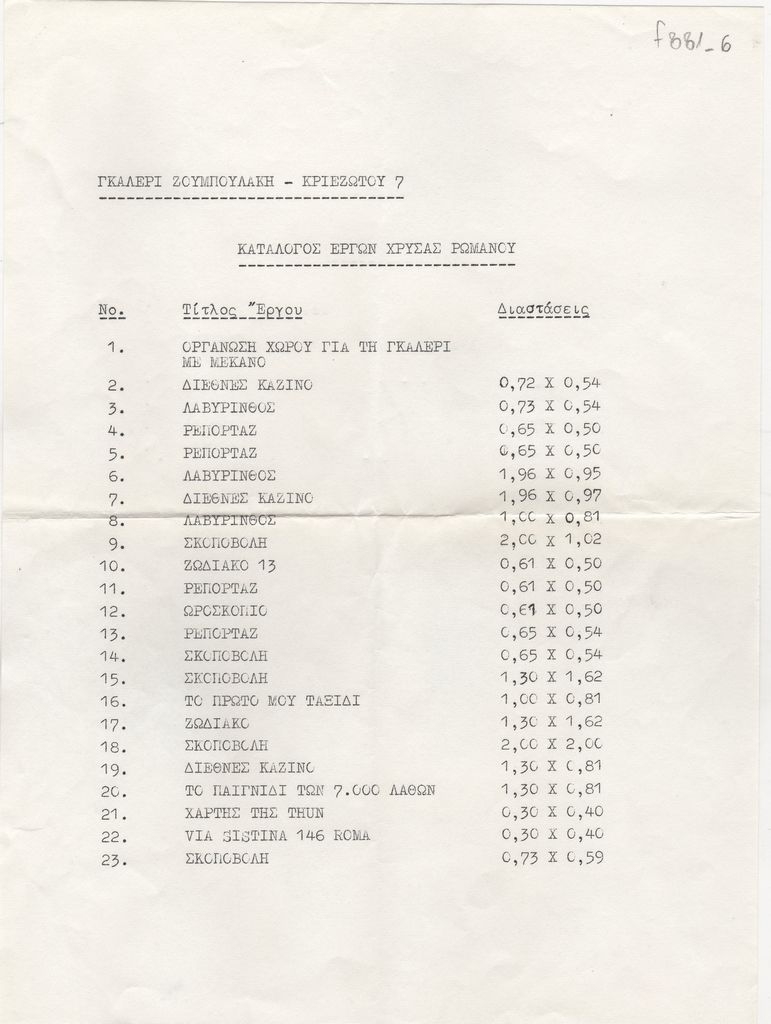 f881-6
ΓΚΑΛΕΡΙ ΖΟΥΜΠΟΥΛΑΚΗ - ΚΡΙΕΖΩΤΟΥ 7
ΚΑΤΑΛΟΓΟΣ ΕΡΓΩΝ ΧΡΥΣΑΣ ΡΩΜΑΝΟΥ
Νο. Τίτλος Ἔργου Διαστάσεις
1. ΟΡΓΑΝΩΣΗ ΧΩΡΟΥ ΓΙΑ ΤΗ ΓΚΑΛΕΡΙ
ΜΕ ΜΕΚΑΝΟ
2. ΔΙΕΘΝΕΣ ΚΑΖΙΝΟ 0,72 Χ 0,54
3. ΛΑΒΥΡΙΝΘΟΣ 0,73 Χ 0,54
4. ΡΕΠΟΡΤΑΖ 0,65 Χ 0,50
5. ΡΕΠΟΡΤΑΖ 0,65 Χ 0,50
6. ΛΑΒΥΡΙΝΘΟΣ 1,96 Χ 0,95
7. ΔΙΕΘΝΕΣ ΚΑΖΙΝΟ 1,96 Χ 0,97
8. ΛΑΒΥΡΙΝΘΟΣ 1,00 Χ 0,81
9. ΣΚΟΠΟΒΟΛΗ 2,00 Χ 1,02
10. ΖΩΔΙΑΚΟ 13 0,61 Χ 0,50
11. ΡΕΠΟΡΤΑΖ 0,61 Χ 0,50
12. ΩΡΟΣΚΟΠΙΟ 0,61 Χ 0,50
13. ΡΕΠΟΡΤΑΖ 0,65 Χ 0,54
14. ΣΚΟΠΟΒΟΛΗ 0,65 Χ 0,54
15. ΣΚΟΠΟΒΟΛΗ 1,30 Χ 1,62
16. ΤΟ ΠΡΩΤΟ ΜΟΥ ΤΑΞΙΔΙ 1,00 Χ 0,81
17. ΖΩΔΙΑΚΟ 1,30 Χ 1,62
18. ΣΚΟΠΟΒΟΛΗ 2,00 Χ 2,00
19. ΔΙΕΘΝΕΣ ΚΑΖΙΝΟ 1,30 Χ 0,81
20. ΤΟ ΠΑΙΓΝΙΔΙ ΤΩΝ 7.000 ΛΑΘΩΝ 1,30 Χ 0,81
21. ΧΑΡΤΗΣ ΤΗΣ THUN 0,30 Χ 0,40
22. VIA SISTINA 146 ROMA 0,30 Χ 0,40
23. ΣΚΟΠΟΒΟΛΗ 0,73 Χ 0,59